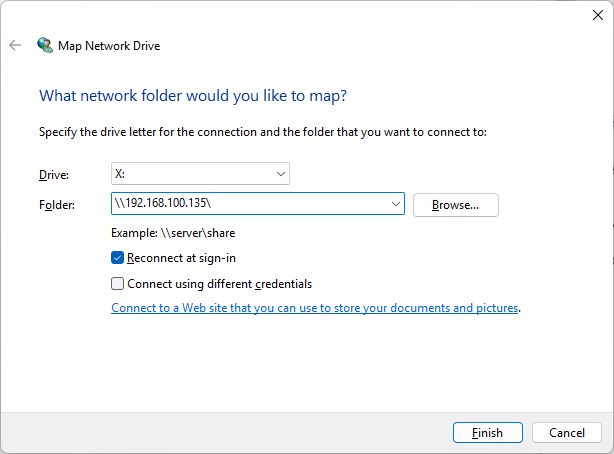 Map Network Drive
What network folder would you like to map?
Specify the drive letter for the connection and the folder that you want to connect to:
Drive: X:
Folder: \\192.168.100.135\ Browse...
Example: \\server\share
Reconnect at sign-in
Connect using different credentials
Connect to a Web site that you can use to store your documents and pictures.
Finish Cancel